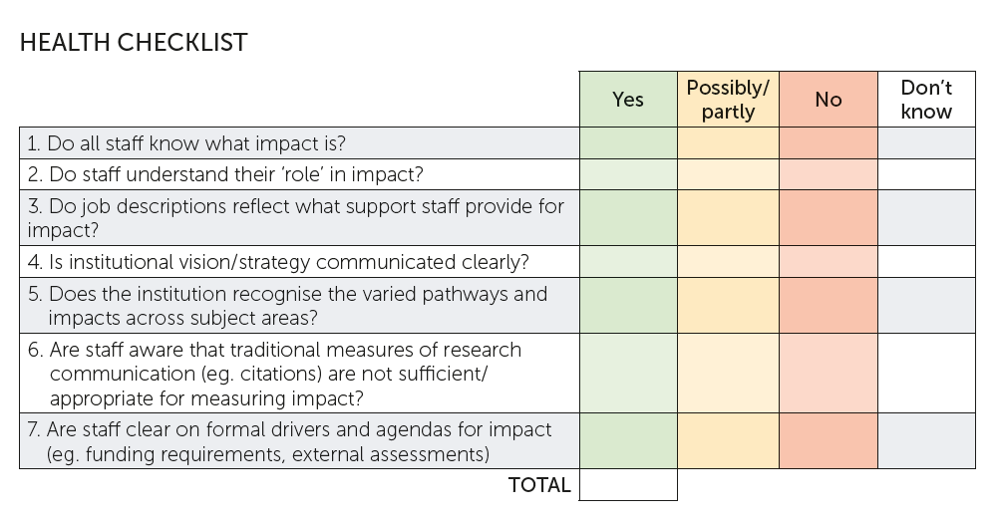 HEALTH CHECKLIST
Yes
Possibly/
partly
No
Don’t
know
1. Do all staff know what impact is?
2. Do staff understand their ‘role’ in impact?
3. Do job descriptions reflect what support staff provide for
impact?
4. Is institutional vision/strategy communicated clearly?
5. Does the institution recognise the varied pathways and
impacts across subject areas?
6. Are staff aware that traditional measures of research
communication (eg. citations) are not sufficient/
appropriate for measuring impact?
7. Are staff clear on formal drivers and agendas for impact
(eg. funding requirements, external assessments)
TOTAL